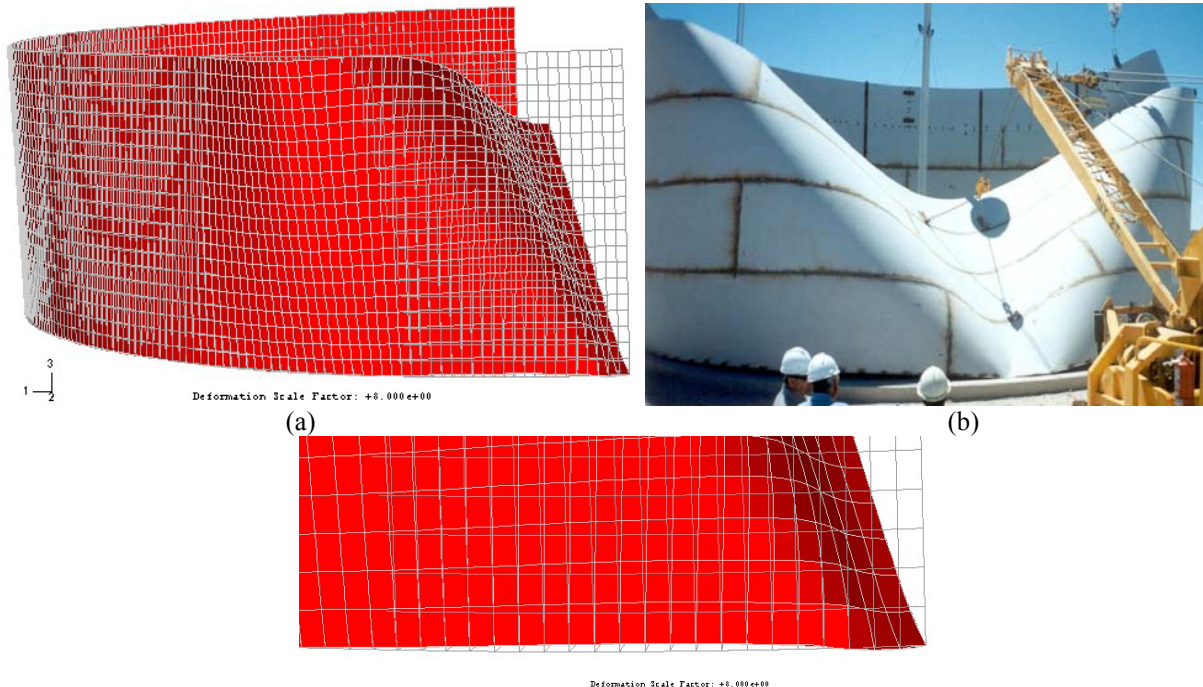 3
1
2
Deformation Scale Factor: +8.000e+00
(a)
(b)
Deformation Scale Factor: +8.000e+00